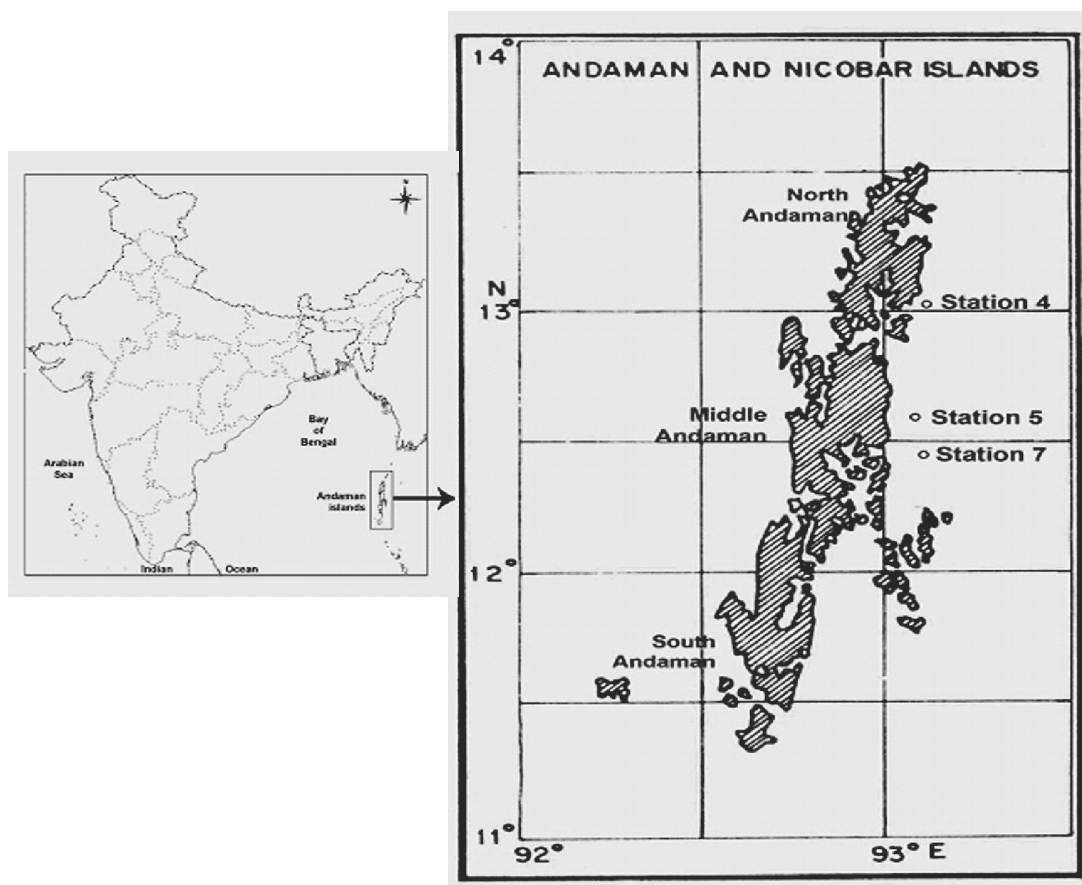 N
Bay
of
Bengal
Arabian
Sea
Andaman
islands
Indian Ocean
ANDAMAN AND NICOBAR ISLANDS
14°
North
Andaman
N
13°
Station 4
Middle
Andaman
Station 5
Station 7
12°
South
Andaman
11°
92°
93° E